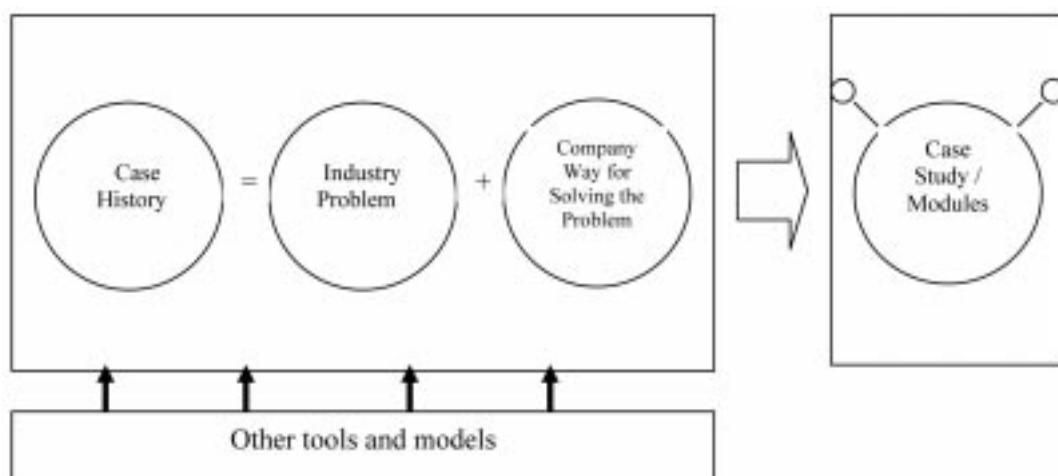 Case
History
=
Industry
Problem
+
Company
Way for
Solving the
Problem
Case
Study /
Modules
Other tools and models